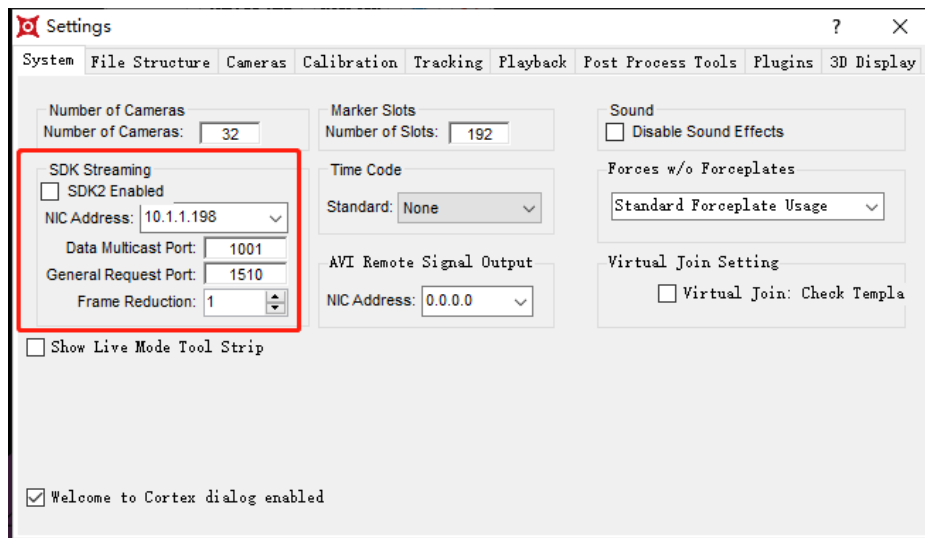 Settings
System File Structure Cameras Calibration Tracking Playback Post Process Tools Plugins 3D Display
Number of Cameras
Number of Cameras: 32
Marker Slots
Number of Slots: 192
Sound
Disable Sound Effects
SDK Streaming
SDK2 Enabled
NIC Address: 10.1.1.198
Data Multicast Port: 1001
General Request Port: 1510
Frame Reduction: 1
Time Code
Standard: None
Forces w/o Forceplates
Standard Forceplate Usage
AVI Remote Signal Output
NIC Address: 0.0.0.0
Virtual Join Setting
Virtual Join: Check Templa
Show Live Mode Tool Strip
Welcome to Cortex dialog enabled